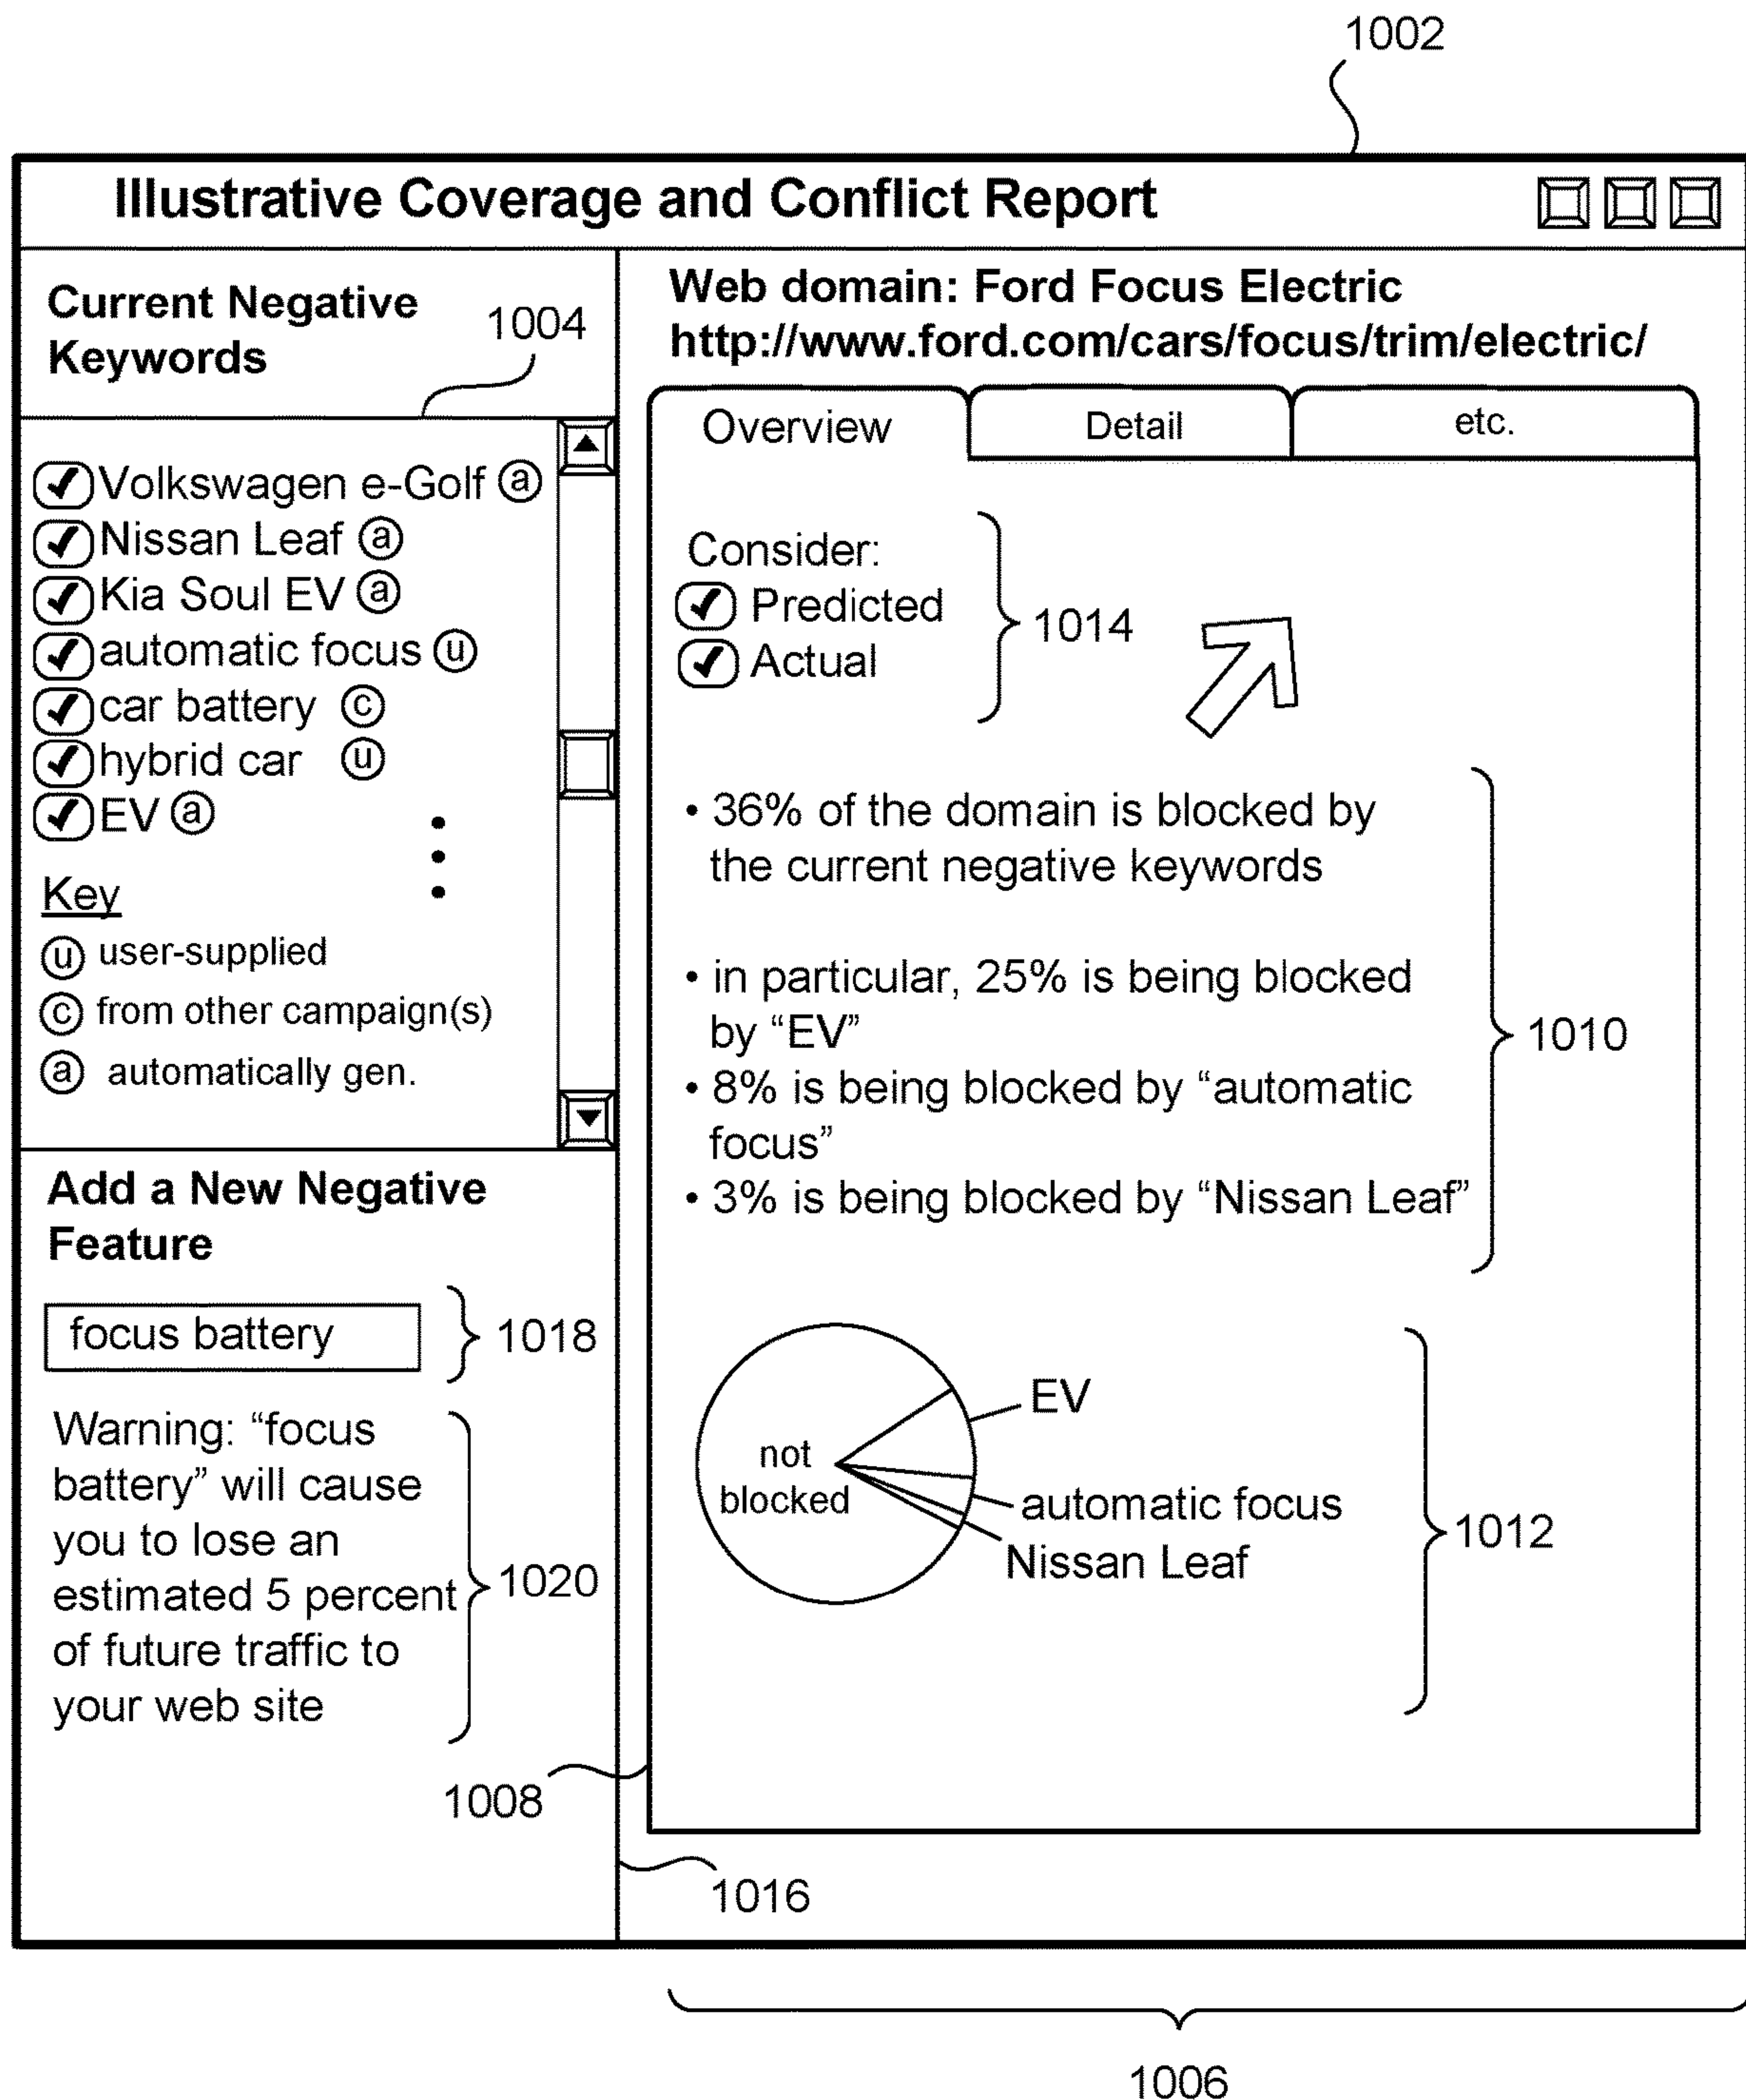 1002
Illustrative Coverage and Conflict Report
Current Negative
Keywords
1004
Volkswagen e-Golf a
Nissan Leaf a
Kia Soul EV a
automatic focus u
car battery c
hybrid car u
EV a
Key
u user-supplied
c from other campaign(s)
a automatically gen.
Add a New Negative
Feature
focus battery
1018
Warning: “focus
battery” will cause
you to lose an
estimated 5 percent
of future traffic to
your web site
1020
1008
1016
Web domain: Ford Focus Electric
http://www.ford.com/cars/focus/trim/electric/
Overview
Detail
etc.
Consider:
Predicted
Actual
1014
• 36% of the domain is blocked by
the current negative keywords
• in particular, 25% is being blocked
by “EV”
• 8% is being blocked by “automatic
focus”
• 3% is being blocked by “Nissan Leaf”
1010
not
blocked
EV
automatic focus
Nissan Leaf
1012
1006